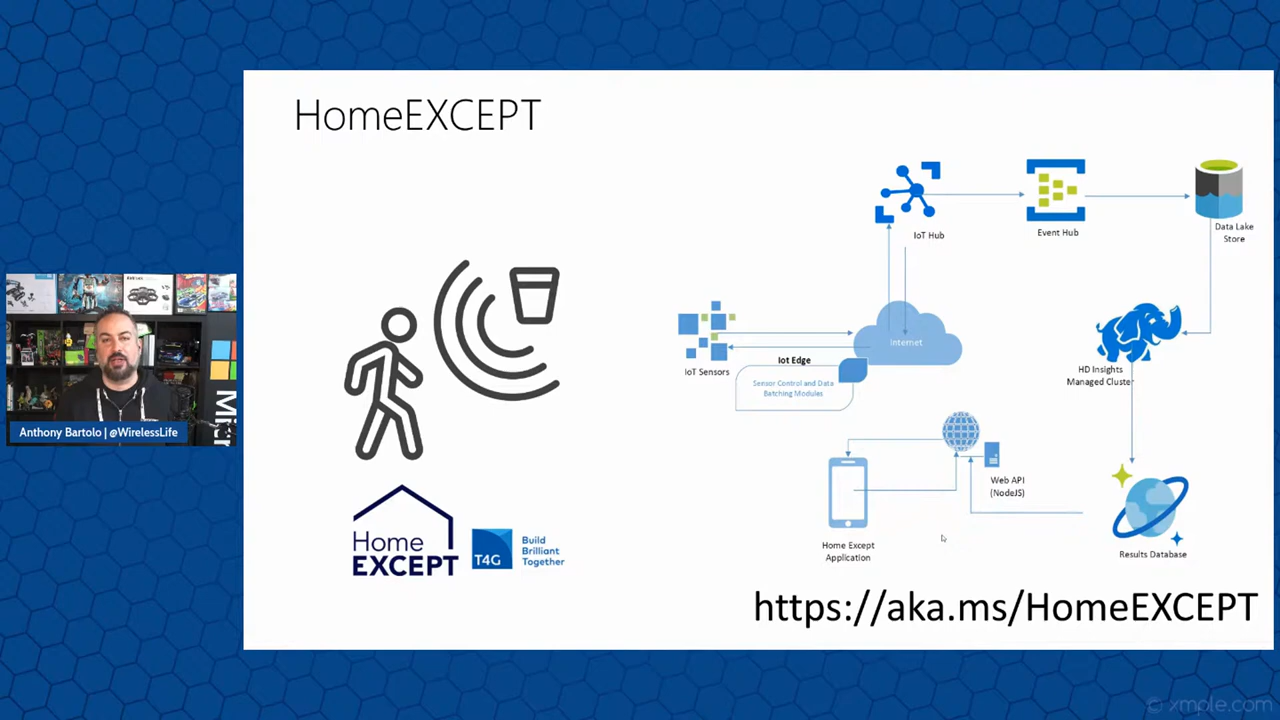 HomeEXCEPT
IoT Hub
Event Hub
Data Lake
Store
Internet
IoT Sensors
Iot Edge
Sensor Control and Data
Batching Modules
HD Insights
Managed Cluster
Web API
(NodeJS)
Home Except
Application
Results Database
Anthony Bartolo | @WirelessLife
Micr
Home
EXCEPT
T4G
Build
Brilliant
Together
https://aka.ms/HomeEXCEPT
© xmple.com